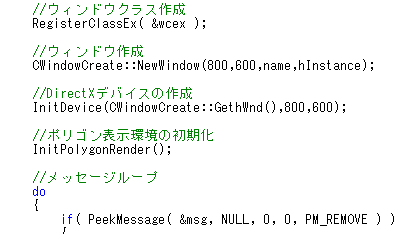 //ウィンドウクラス作成
RegisterClassEx( &wcex );
//ウィンドウ作成
CWindowCreate::NewWindow(800,600,name,hInstance);
//DirectXデバイスの作成
InitDevice(CWindowCreate::GethWnd(),800,600);
//ポリゴン表示環境の初期化
InitPolygonRender();
//メッセージループ
do
{
if( PeekMessage( &msg, NULL, 0, 0, PM_REMOVE ) )